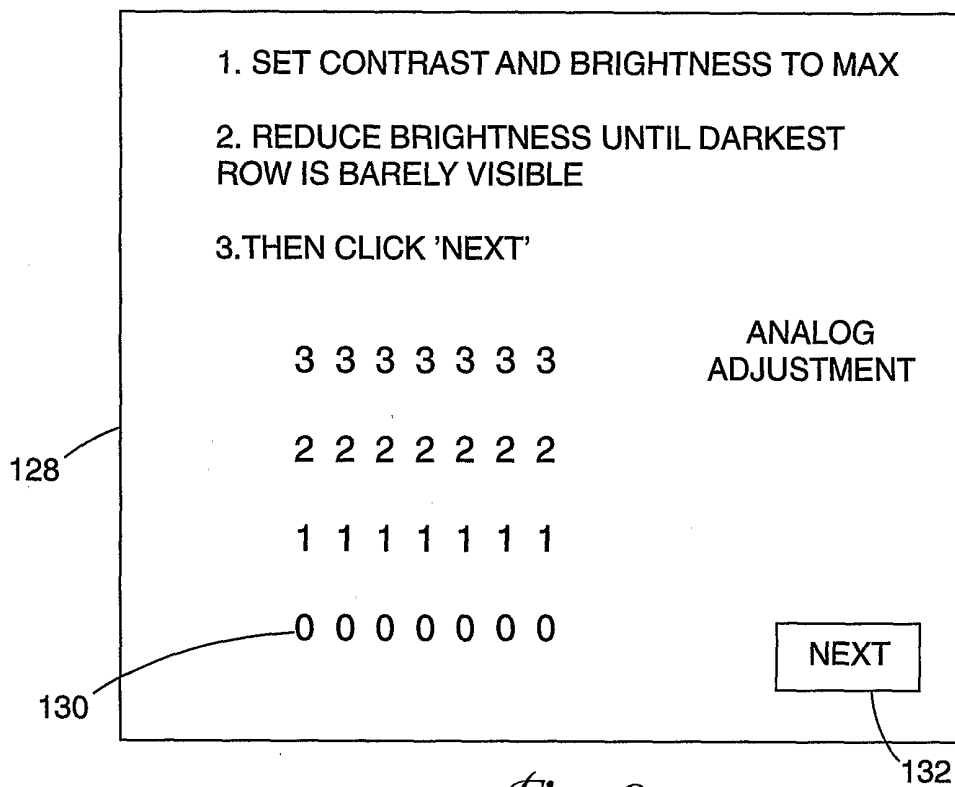 1. SET CONTRAST AND BRIGHTNESS TO MAX
2. REDUCE BRIGHTNESS UNTIL DARKEST
ROW IS BARELY VISIBLE
3.THEN CLICK 'NEXT'
ANALOG
ADJUSTMENT
3 3 3 3 3 3 3
2 2 2 2 2 2 2
128
1 1 1 1 1 1 1
0 0 0 0 0 0 0
NEXT
130
132